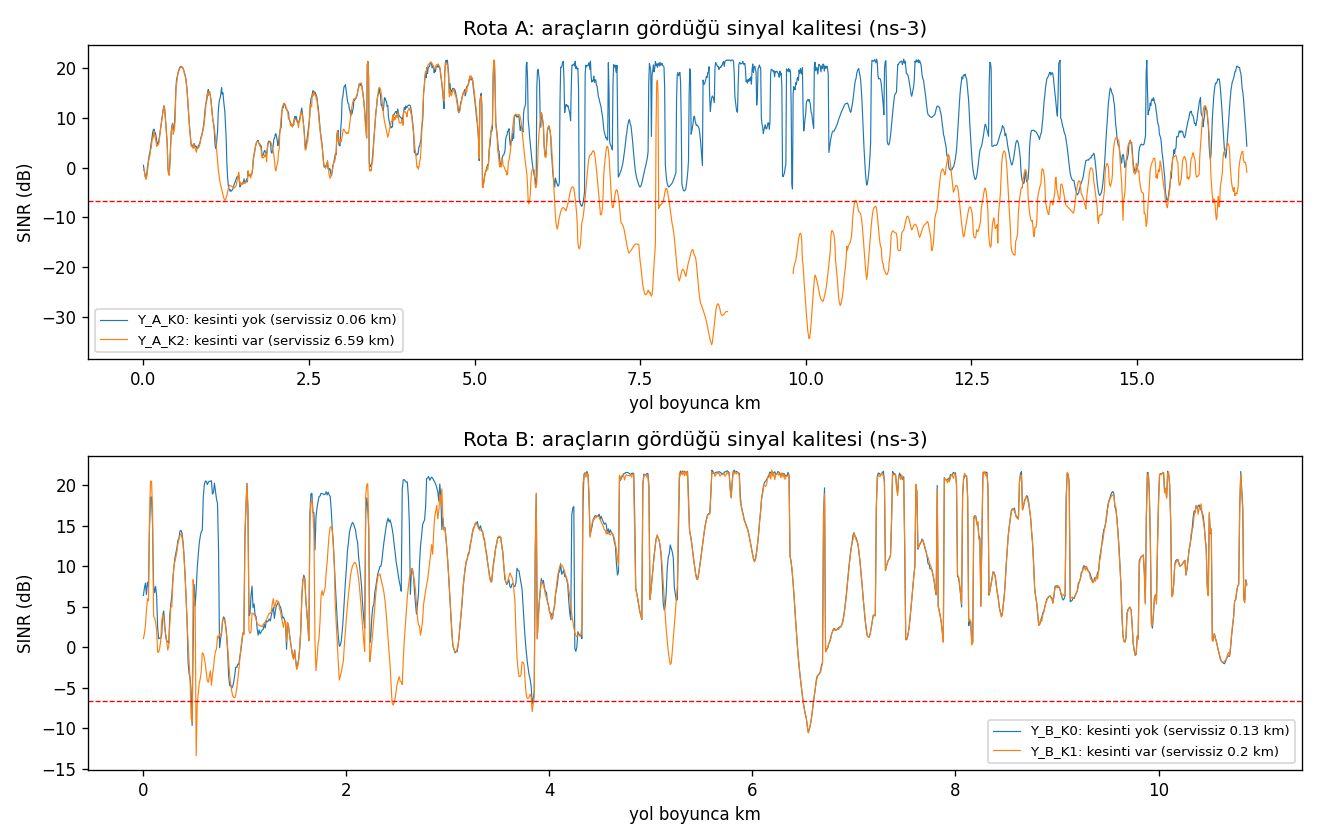 Rota A: araçların gördüğü sinyal kalitesi (ns-3)
SINR (dB)
20
10
0
−10
−20
−30
Y_A_K0: kesinti yok (servissiz 0.06 km)
Y_A_K2: kesinti var (servissiz 6.59 km)
0.0 2.5 5.0 7.5 10.0 12.5 15.0
yol boyunca km
Rota B: araçların gördüğü sinyal kalitesi (ns-3)
SINR (dB)
20
15
10
5
0
−5
−10
−15
Y_B_K0: kesinti yok (servissiz 0.13 km)
Y_B_K1: kesinti var (servissiz 0.2 km)
0 2 4 6 8 10
yol boyunca km